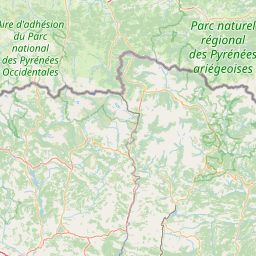 Aire d'adhésion
du Parc
national
des Pyrénées
Occidentales
Parc naturel
régional
des Pyrénées
ariégeoises